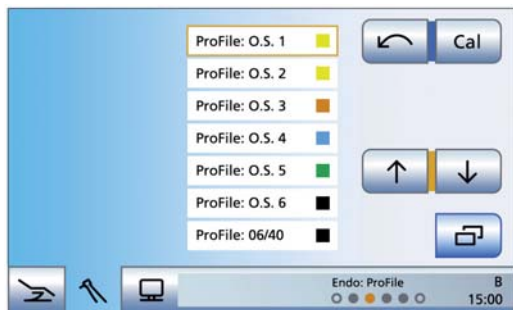 ProFile: O.S. 1
ProFile: O.S. 2
ProFile: O.S. 3
ProFile: O.S. 4
ProFile: O.S. 5
ProFile: O.S. 6
ProFile: 06/40
Cal
Endo: ProFile
B
15:00